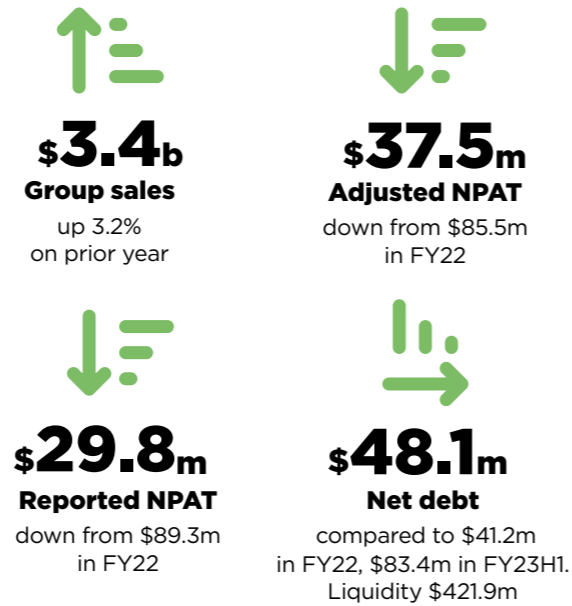 $3.4b
Group sales
up 3.2%
on prior year
$37.5m
Adjusted NPAT
down from $85.5m
in FY22
$29.8m
Reported NPAT
down from $89.3m
in FY22
$48.1m
Net debt
compared to $41.2m
in FY22, $83.4m in FY23H1.
Liquidity $421.9m